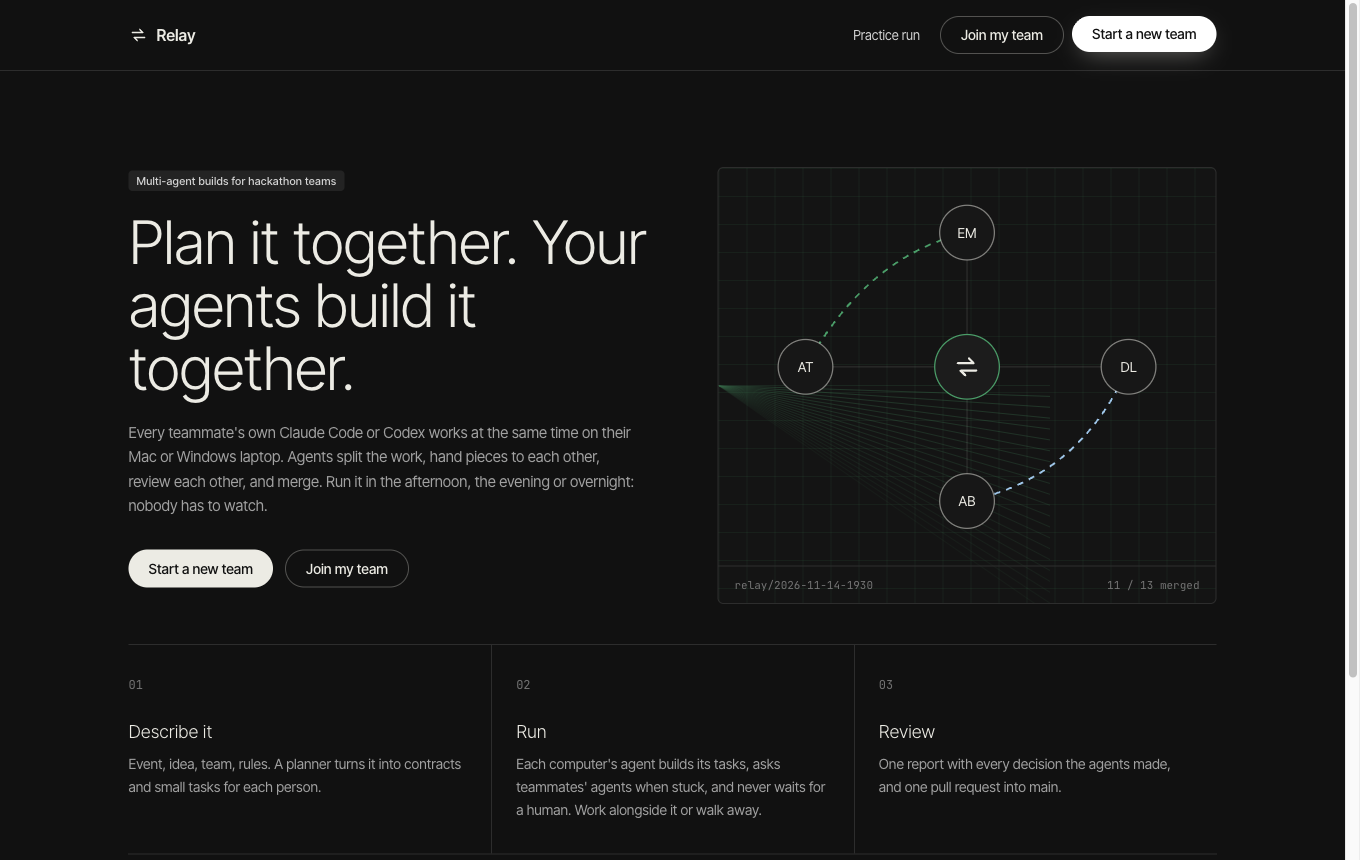 Relay
Practice run
Join my team
Start a new team
Multi-agent builds for hackathon teams
Plan it together. Your
agents build it
together.
Every teammate's own Claude Code or Codex works at the same time on their
Mac or Windows laptop. Agents split the work, hand pieces to each other,
review each other, and merge. Run it in the afternoon, the evening or overnight:
nobody has to watch.
Start a new team
Join my team
EM
AT
DL
AB
relay/2026-11-14-1930
11 / 13 merged
01
Describe it
Event, idea, team, rules. A planner turns it into contracts
and small tasks for each person.
02
Run
Each computer's agent builds its tasks, asks
teammates' agents when stuck, and never waits for
a human. Work alongside it or walk away.
03
Review
One report with every decision the agents made,
and one pull request into main.